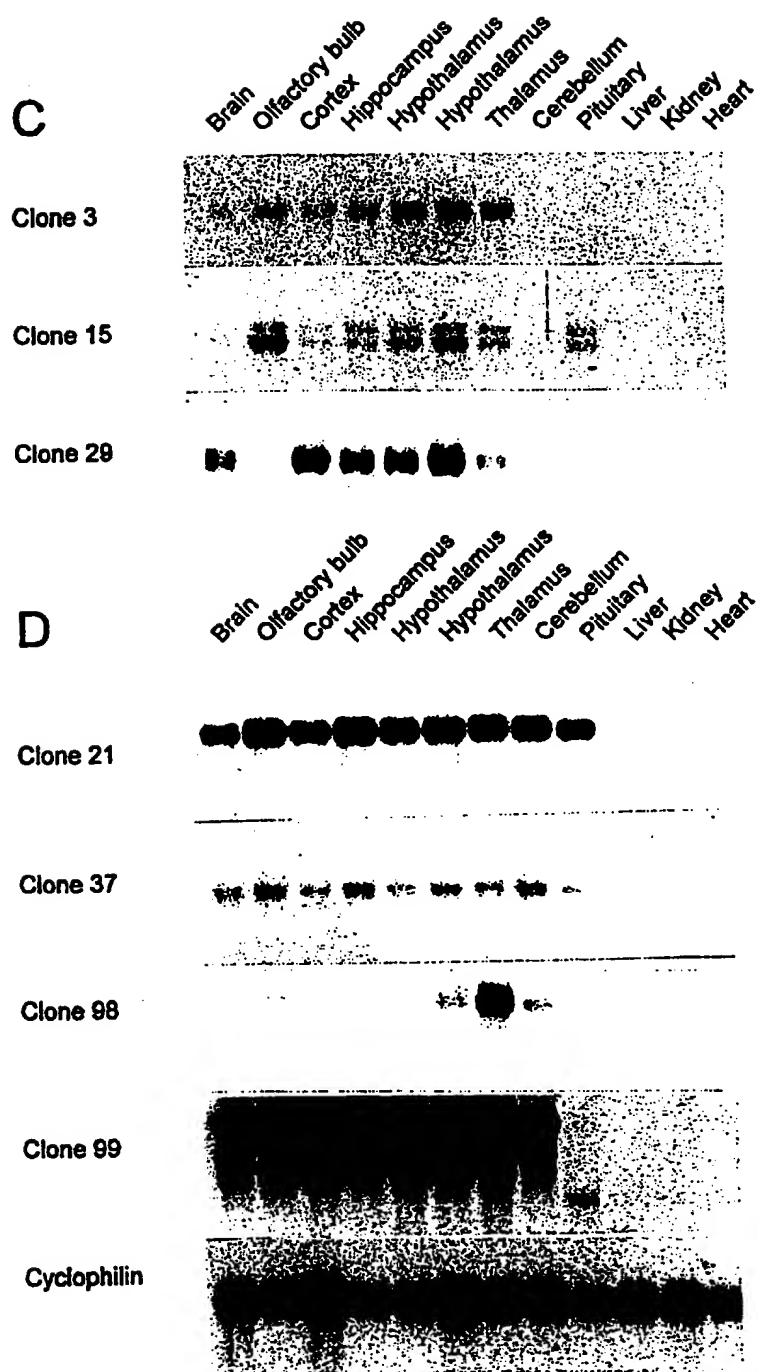 C
Brain
Olfactory bulb
Cortex
Hippocampus
Hypothalamus
Hypothalamus
Thalamus
Cerebellum
Pituitary
Liver
Kidney
Heart
Clone 3
Clone 15
Clone 29
D
Brain
Olfactory bulb
Cortex
Hippocampus
Hypothalamus
Hypothalamus
Thalamus
Cerebellum
Pituitary
Liver
Kidney
Heart
Clone 21
Clone 37
Clone 98
Clone 99
Cyclophilin